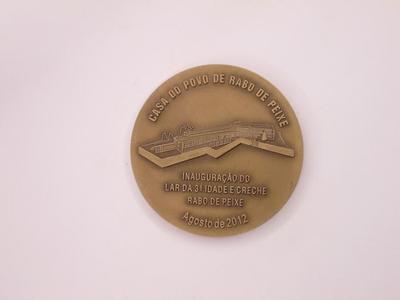 CASA DO POVO DE RABO DE PEIXE
INAUGURAÇÃO DO
LAR DA 3ª IDADE E CRECHE
RABO DE PEIXE
Agosto de 2012